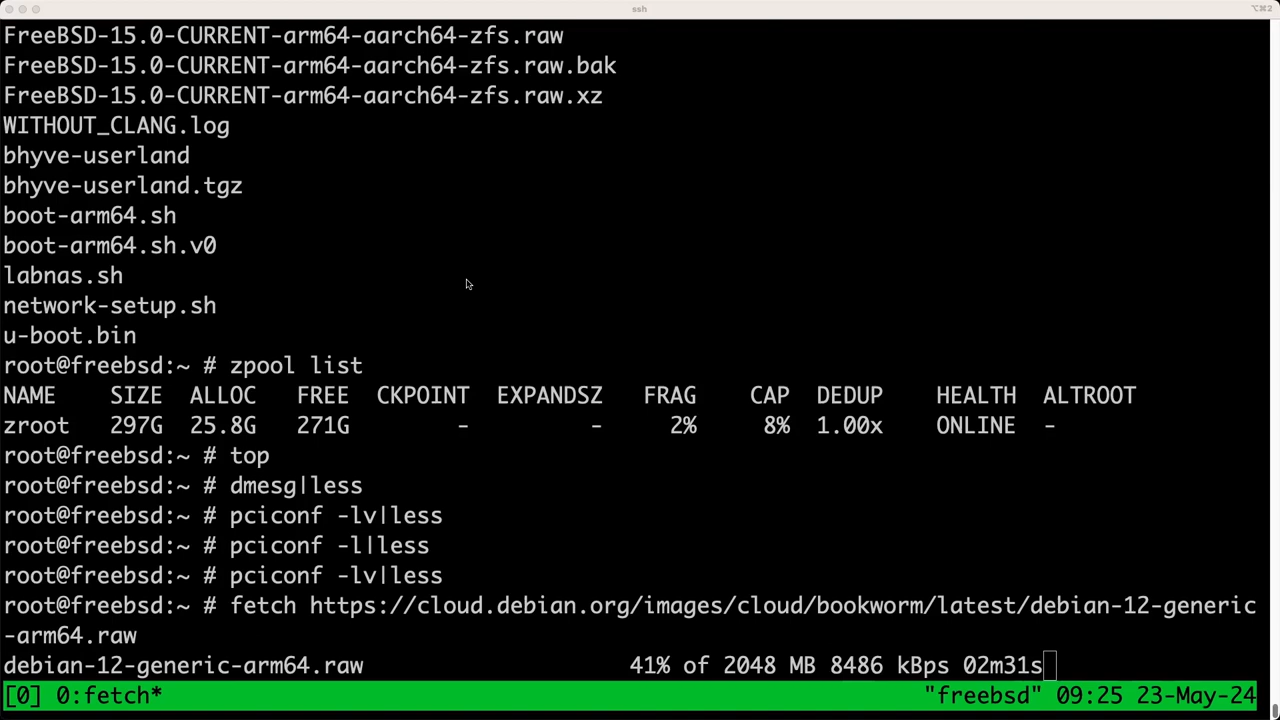 ssh
⌥⌘2
FreeBSD-15.0-CURRENT-arm64-aarch64-zfs.raw
FreeBSD-15.0-CURRENT-arm64-aarch64-zfs.raw.bak
FreeBSD-15.0-CURRENT-arm64-aarch64-zfs.raw.xz
WITHOUT_CLANG.log
bhyve-userland
bhyve-userland.tgz
boot-arm64.sh
boot-arm64.sh.v0
labnas.sh
network-setup.sh
u-boot.bin
root@freebsd:~ # zpool list
NAME    SIZE  ALLOC   FREE  CKPOINT  EXPANDSZ   FRAG    CAP  DEDUP    HEALTH  ALTROOT
zroot   297G  25.8G   271G        -         -     2%     8%  1.00x    ONLINE  -
root@freebsd:~ # top
root@freebsd:~ # dmesg|less
root@freebsd:~ # pciconf -lv|less
root@freebsd:~ # pciconf -l|less
root@freebsd:~ # pciconf -lv|less
root@freebsd:~ # fetch https://cloud.debian.org/images/cloud/bookworm/latest/debian-12-generic
-arm64.raw
debian-12-generic-arm64.raw                    41% of 2048 MB 8486 kBps 02m31s
[0] 0:fetch* "freebsd" 09:25 23-May-24